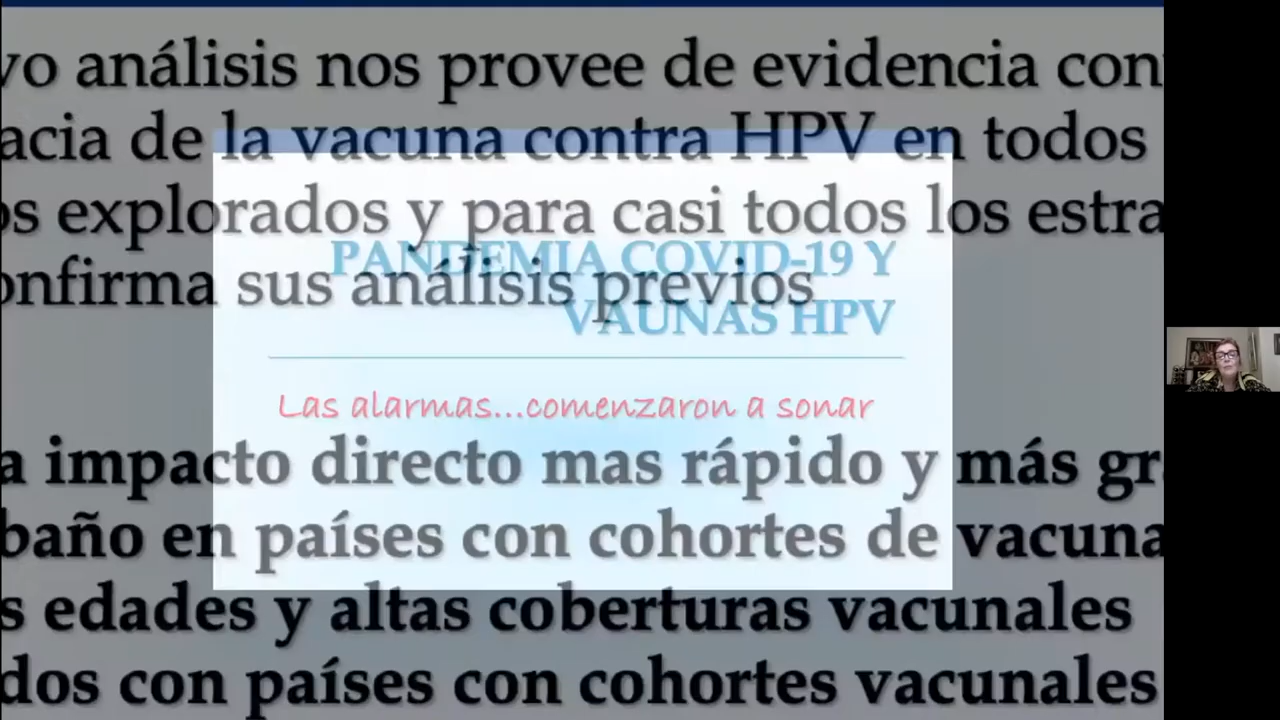 vo análisis nos provee de evidencia con
acia de la vacuna contra HPV en todos
os explorados y para casi todos los estra
onfirma sus análisis previos
PANDEMIA COVID-19 Y
VAUNAS HPV
Las alarmas...comenzaron a sonar
a impacto directo mas rápido y más gra
baño en países con cohortes de vacuna
s edades y altas coberturas vacunales
dos con países con cohortes vacunales